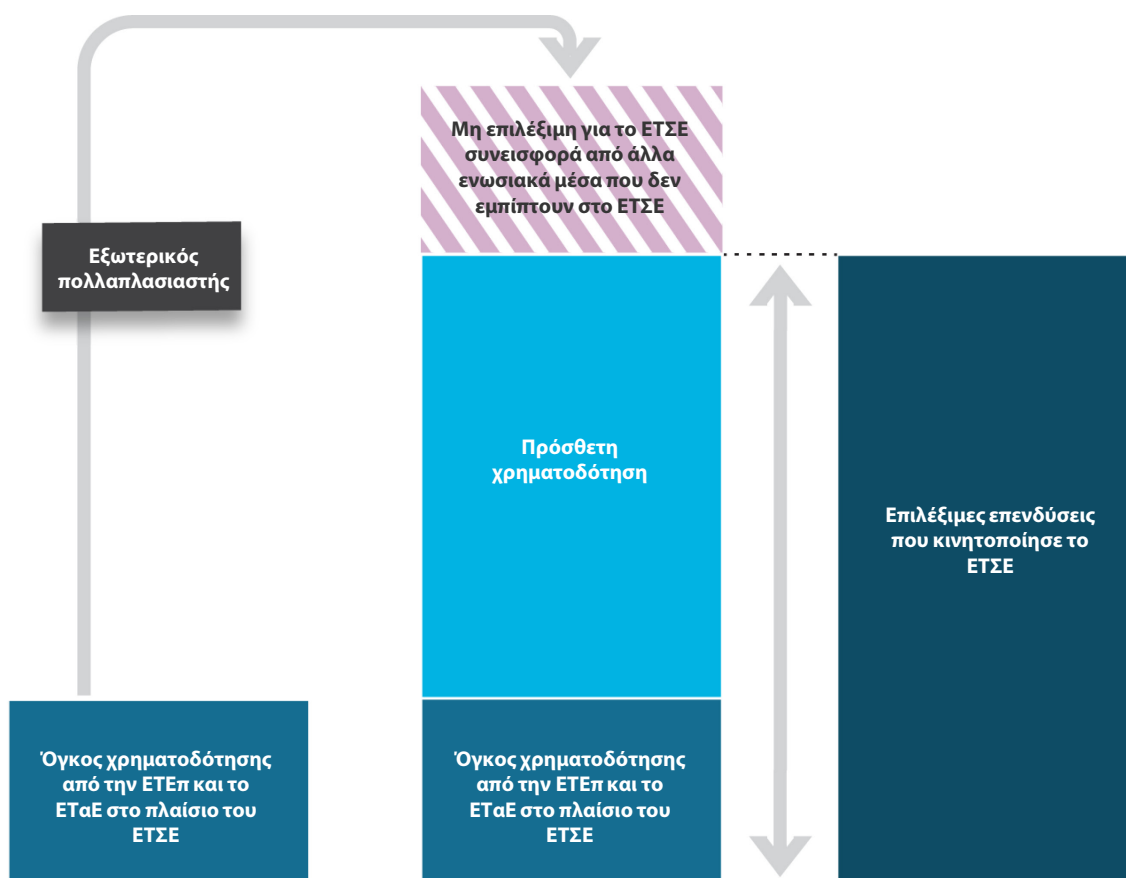 Μη επιλέξιμη για το ΕΤΣΕ
συνεισφορά από άλλα
ενωσιακά μέσα που δεν
εμπίπτουν στο ΕΤΣΕ
Εξωτερικός
πολλαπλασιαστής
Πρόσθετη
χρηματοδότηση
Επιλέξιμες επενδύσεις
που κινητοποίησε το
ΕΤΣΕ
Όγκος χρηματοδότησης
από την ΕΤΕπ και το
ΕΤαΕ στο πλαίσιο του
ΕΤΣΕ
Όγκος χρηματοδότησης
από την ΕΤΕπ και το
ΕΤαΕ στο πλαίσιο του
ΕΤΣΕ